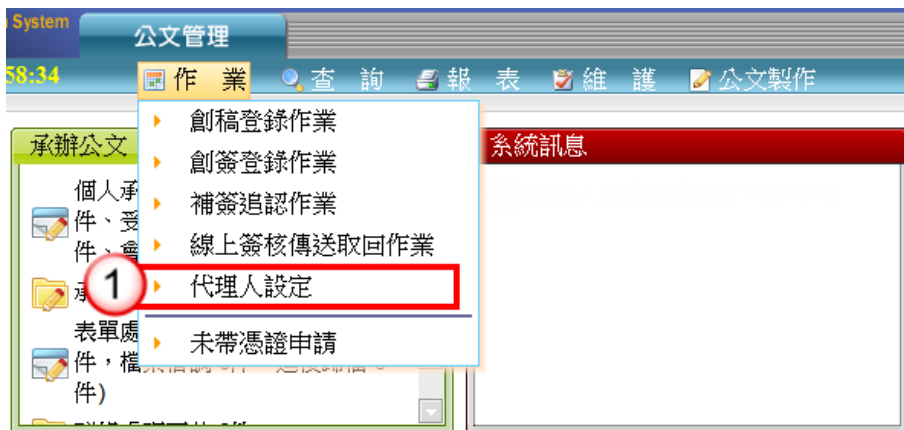 System
公文管理
58:34
作 業 查 詢 報 表 維 護 公文製作
創稿登錄作業
創簽登錄作業
補簽追認作業
線上簽核傳送取回作業
代理人設定
未帶憑證申請
1
承辦公文
個人承
件、受
件、會
承
表單處
件,檔
件)
系統訊息